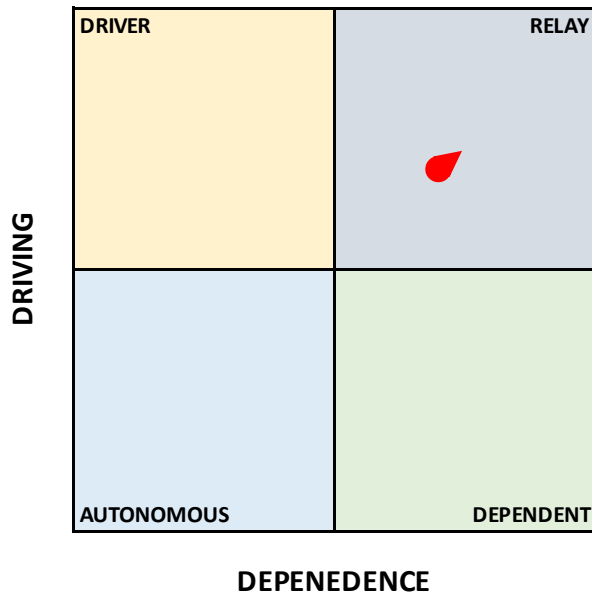 DRIVER
RELAY
DRIVING
AUTONOMOUS
DEPENDENT
DEPENEDENCE